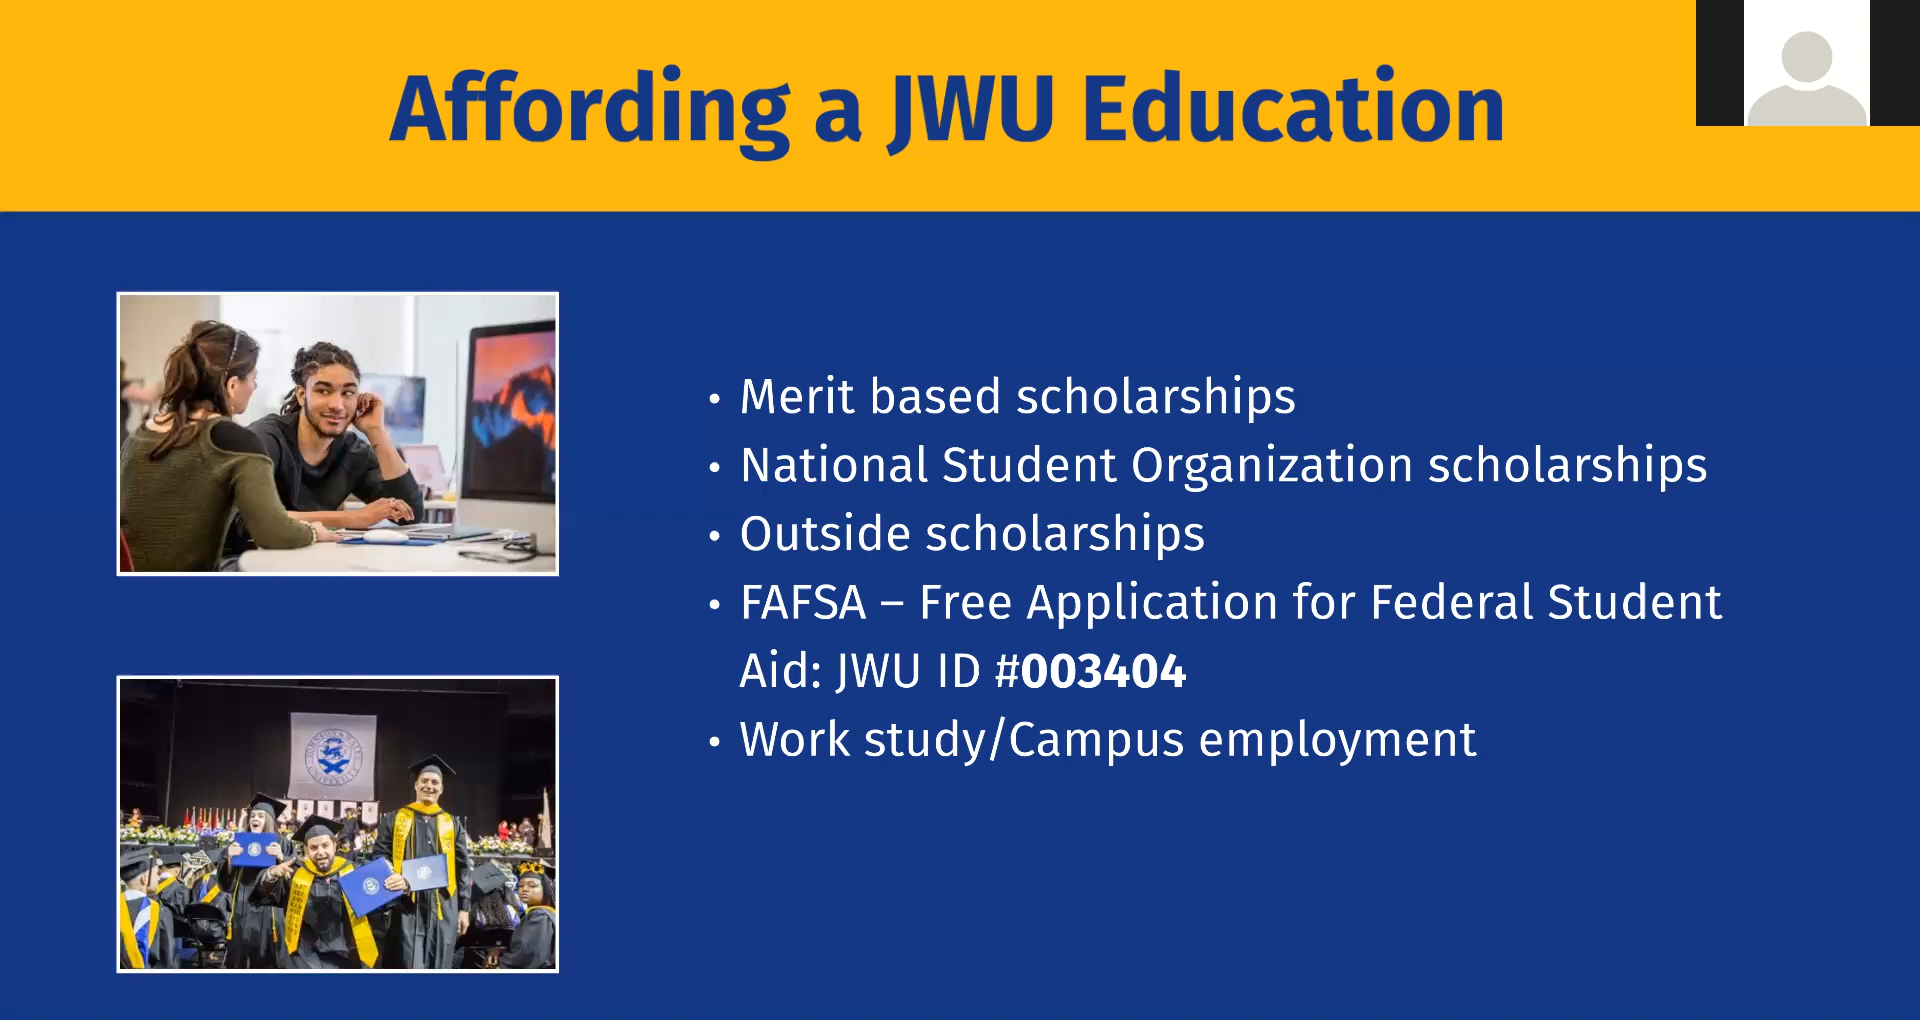 Affording a JWU Education
• Merit based scholarships
• National Student Organization scholarships
• Outside scholarships
• FAFSA – Free Application for Federal Student
Aid: JWU ID #003404
• Work study/Campus employment